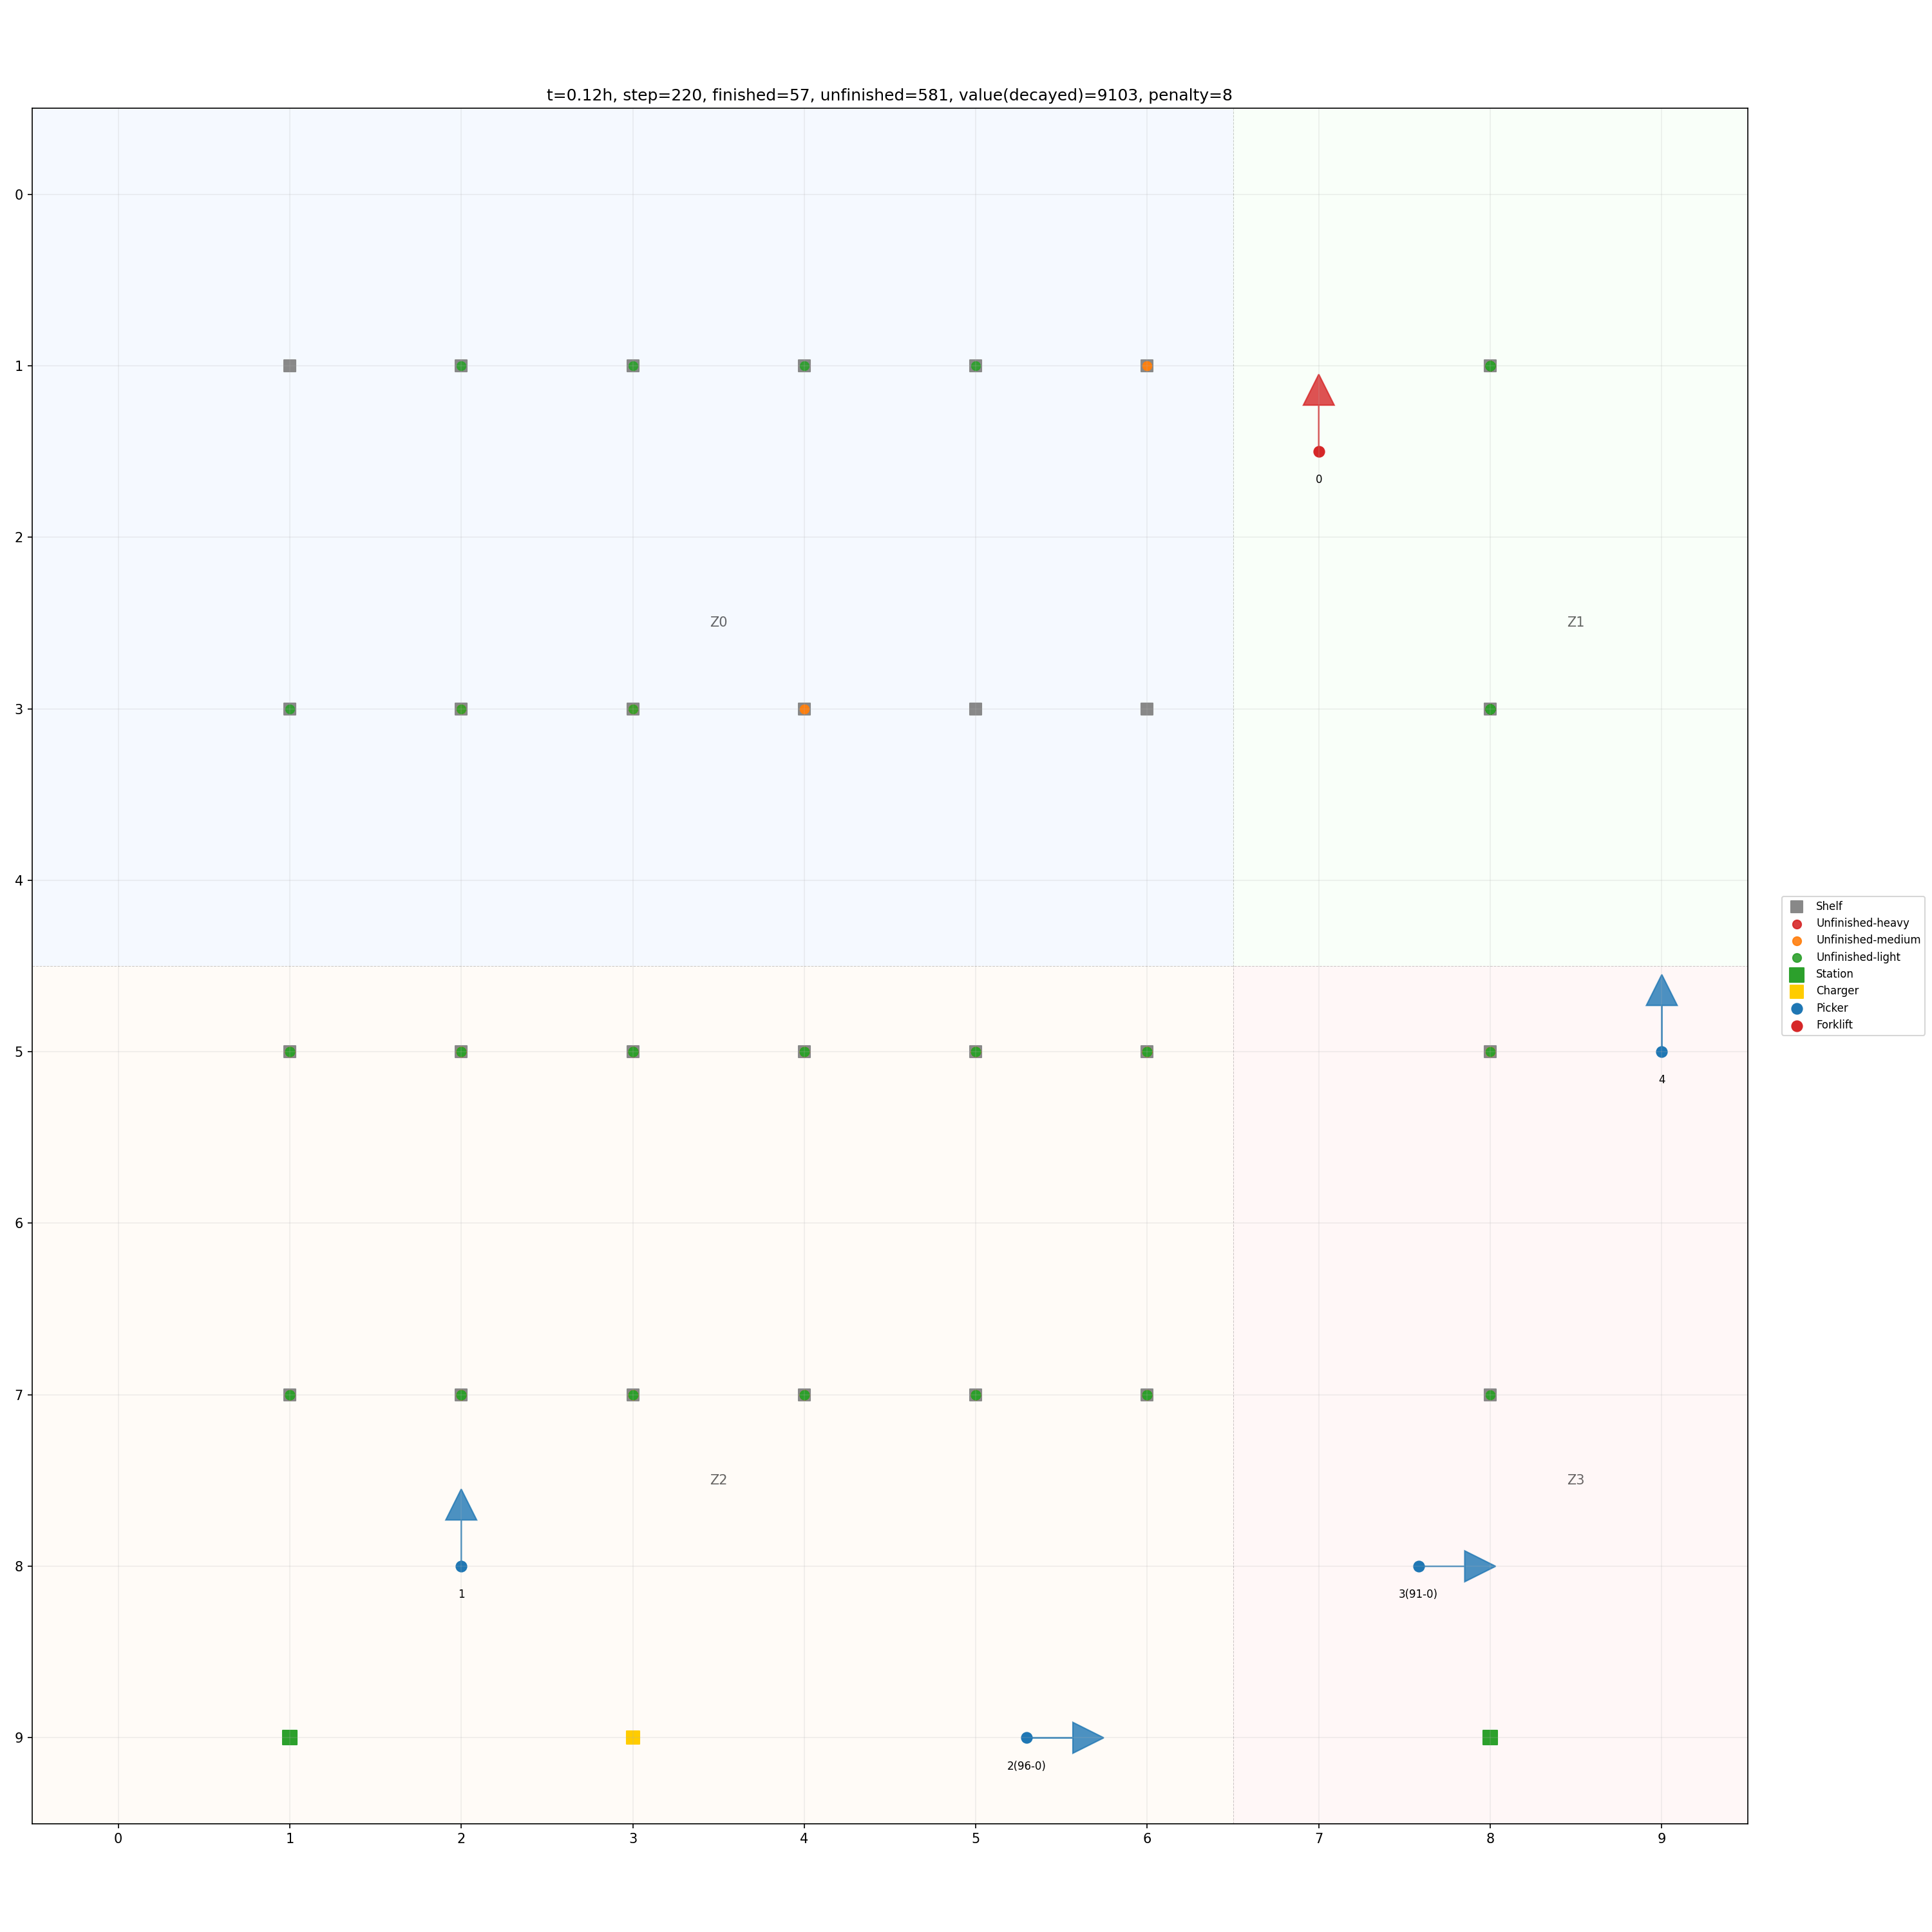 t=0.12h, step=220, finished=57, unfinished=581, value(decayed)=9103, penalty=8
0
1
0
2
Z0 Z1
3
4
Shelf
Unfinished-heavy
Unfinished-medium
Unfinished-light
Station
Charger
Picker
Forklift
5
4
6
7
Z2 Z3
8
1 3(91-0)
9
2(96-0)
0 1 2 3 4 5 6 7 8 9